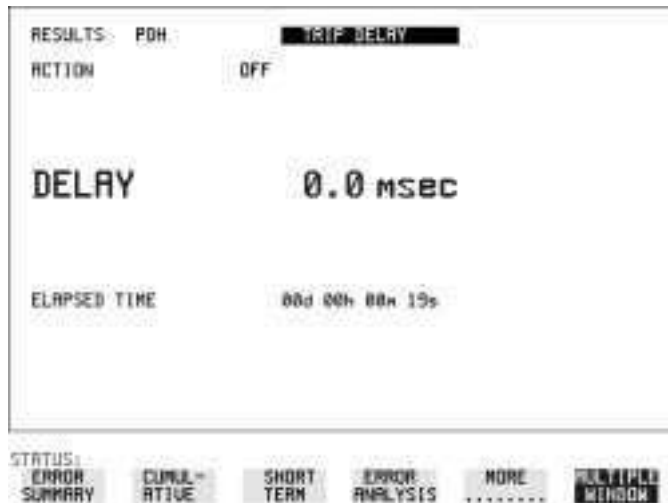 RESULTS PDH TRIP DELAY
ACTION OFF
DELAY 0.0 msec
ELAPSED TIME 00d 00h 00m 19s
STATUS:
ERROR SUMMARY CUMUL-ATIVE SHORT TERM ERROR ANALYSIS MORE ........ MULTIPLE WINDOW